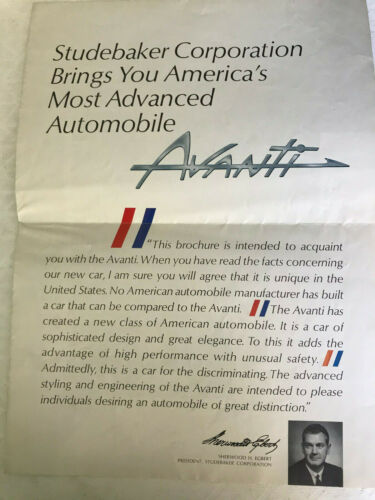 Studebaker Corporation
Brings You America's
Most Advanced
Automobile
Avanti
"This brochure is intended to acquaint
you with the Avanti. When you have read the facts concerning
our new car, I am sure you will agree that it is unique in the
United States. No American automobile manufacturer has built
a car that can be compared to the Avanti. The Avanti has
created a new class of American automobile. It is a car of
sophisticated design and great elegance. To this it adds the
advantage of high performance with unusual safety.
Admittedly, this is a car for the discriminating. The advanced
styling and engineering of the Avanti are intended to please
individuals desiring an automobile of great distinction."
Sherwood Egbert
SHERWOOD H. EGBERT
PRESIDENT, STUDEBAKER CORPORATION